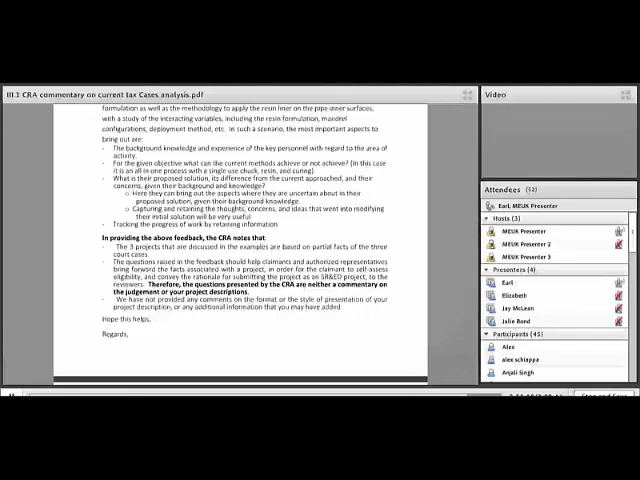 III.1 CRA commentary on current tax Cases analysis.pdf
formulation as well as the methodology to apply the resin liner on the pipe inner surfaces,
with a study of the interacting variables, including the resin formulation, mandrel
configurations, deployment method, etc. In such a scenario, the most important aspects to
bring out are:
- The background knowledge and experience of the key personnel with regard to the area of
activity.
- For the given objective what can the current methods achieve or not achieve? (In this case
it is an all in one process with a single use chuck, resin, and curing).
- What is their proposed solution, its difference from the current approached, and their
concerns, given their background and knowledge?
o Here they can bring out the aspects where they are uncertain about in their
proposed solution, given their background knowledge.
o Capturing and retaining the thoughts, concerns, and ideas that went into modifying
their initial solution will be very useful
- Tracking the progress of work by retaining information
In providing the above feedback, the CRA notes that:
- The 3 projects that are discussed in the examples are based on partial facts of the three
court cases.
- The questions raised in the feedback should help claimants and authorized representatives
bring forward the facts associated with a project, in order for the claimant to self-assess
eligibility, and convey the rationale for submitting the project as an SR&ED project, to the
reviewers. Therefore, the questions presented by the CRA are neither a commentary on
the judgement or your project descriptions.
- We have not provided any comments on the format or the style of presentation of your
project description, or any additional information that you may have added.
Hope this helps,
Regards,
Video
Attendees (52)
Earl, MEUK Presenter
Hosts (3)
MEUK Presenter
MEUK Presenter 2
MEUK Presenter 3
Presenters (4)
Earl
Elizabeth
Jay McLean
Julie Bond
Participants (45)
Alex
alex schiappa
Anjali Singh